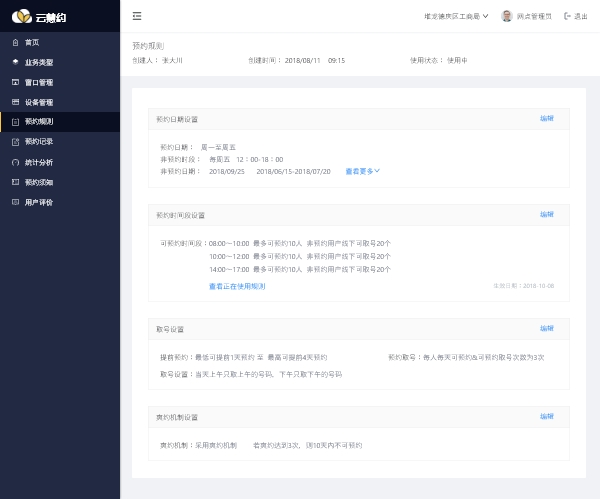 云慧约
堆龙德庆区工商局 网点管理员 退出
首页
业务类型
窗口管理
设备管理
预约规则
预约记录
统计分析
预约须知
用户评价
预约规则
创建人： 张大川 创建时间： 2018/08/11 09:15 使用状态： 使用中
预约日期设置 编辑
预约日期： 周一至周五
非预约时段： 每周五 12：00-18：00
非预约日期： 2018/09/25 2018/06/15-2018/07/20 查看更多
预约时间段设置 编辑
可预约时间段：08:00～10:00 最多可预约10人 非预约用户线下可取号20个
10:00～12:00 最多可预约10人 非预约用户线下可取号20个
14:00～17:00 最多可预约10人 非预约用户线下可取号20个
查看正在使用规则 生效日期：2018-10-08
取号设置 编辑
提前预约：最低可提前1天预约 至 最高可提前4天预约 预约取号：每人每天可预约&可预约取号次数为3次
取号设置：当天上午只取上午的号码，下午只取下午的号码
爽约机制设置 编辑
爽约机制：采用爽约机制 若爽约达到3次，则10天内不可预约